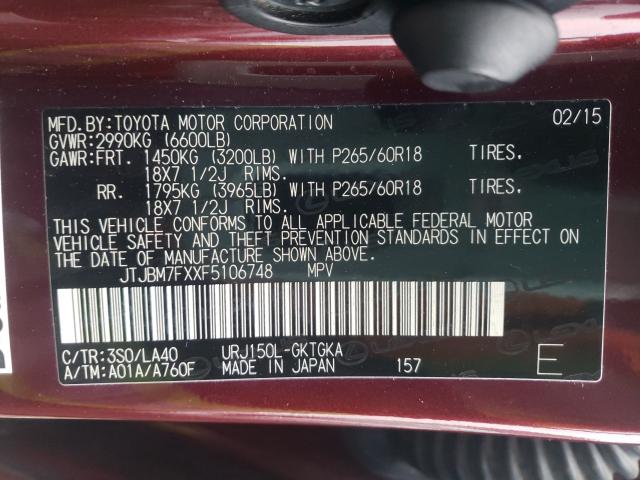 MFD.BY:TOYOTA MOTOR CORPORATION 02/15
GVWR:2990KG (6600LB)
GAWR:FRT. 1450KG (3200LB) WITH P265/60R18 TIRES.
18X7 1/2J RIMS.
RR. 1795KG (3965LB) WITH P265/60R18 TIRES.
18X7 1/2J RIMS.
THIS VEHICLE CONFORMS TO ALL APPLICABLE FEDERAL MOTOR
VEHICLE SAFETY AND THEFT PREVENTION STANDARDS IN EFFECT ON
THE DATE OF MANUFACTURE SHOWN ABOVE.
JTJBM7FXXF5106748 MPV
C/TR:3S0/LA40 URJ150L-GKTGKA
A/TM:A01A/A760F MADE IN JAPAN 157 E